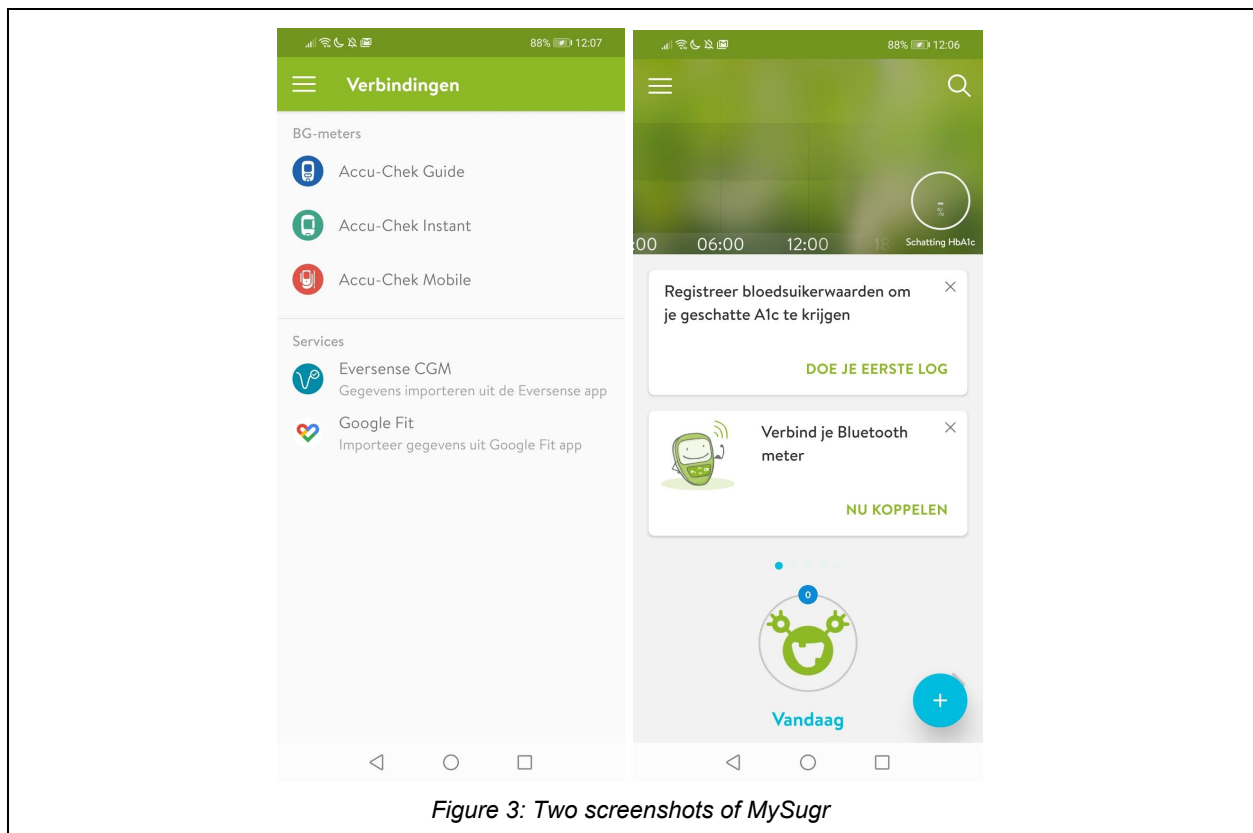 88% 12:07
Verbindingen
BG-meters
Accu-Chek Guide
Accu-Chek Instant
Accu-Chek Mobile
Services
Eversense CGM
Gegevens importeren uit de Eversense app
Google Fit
Importeer gegevens uit Google Fit app
88% 12:06
:00 06:00 12:00 18
%
Schatting HbA1c
Registreer bloedsuikerwaarden om
je geschatte A1c te krijgen
DOE JE EERSTE LOG
Verbind je Bluetooth
meter
NU KOPPELEN
0
Vandaag
+
Figure 3: Two screenshots of MySugr